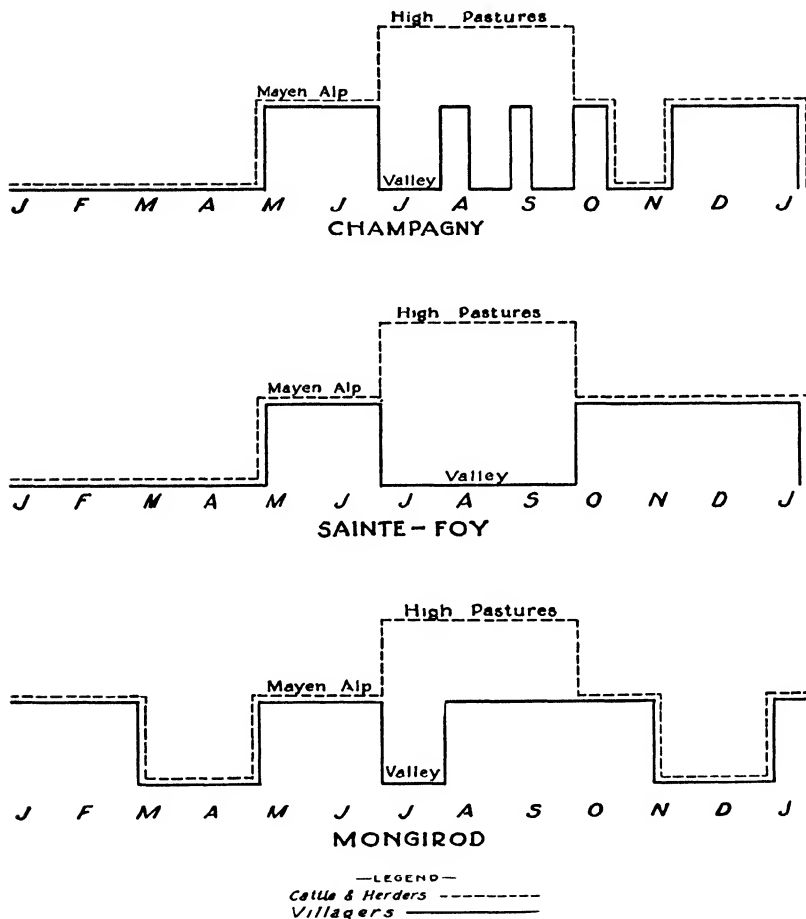 High Pastures
Mayen Alp
Valley
J F M A M J J A S O N D J
CHAMPAGNY
High Pastures
Mayen Alp
Valley
J F M A M J J A S O N D J
SAINTE-FOY
High Pastures
Mayen Alp
Valley
J F M A M J J A S O N D J
MONGIROD
—LEGEND—
Cattle & Herders
Villagers